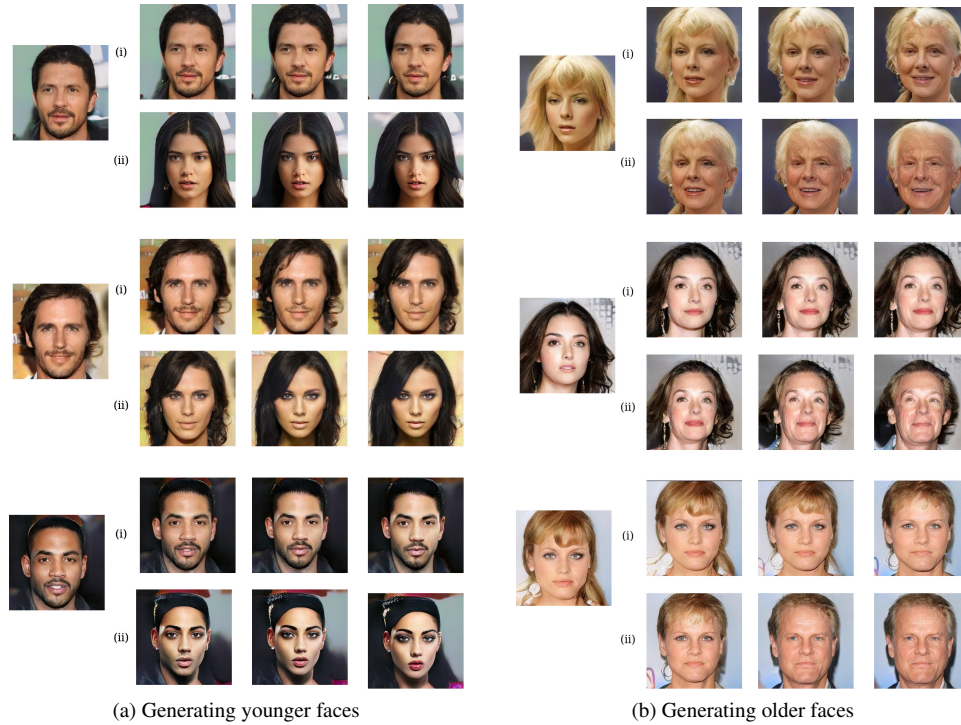 (i)
(ii)
(i)
(ii)
(i)
(ii)
(a) Generating younger faces
(i)
(ii)
(i)
(ii)
(i)
(ii)
(b) Generating older faces